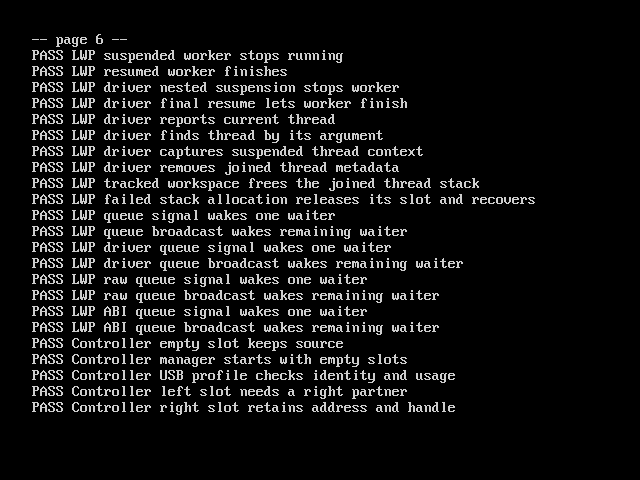 -- page 6 --
PASS LWP suspended worker stops running
PASS LWP resumed worker finishes
PASS LWP driver nested suspension stops worker
PASS LWP driver final resume lets worker finish
PASS LWP driver reports current thread
PASS LWP driver finds thread by its argument
PASS LWP driver captures suspended thread context
PASS LWP driver removes joined thread metadata
PASS LWP tracked workspace frees the joined thread stack
PASS LWP failed stack allocation releases its slot and recovers
PASS LWP queue signal wakes one waiter
PASS LWP queue broadcast wakes remaining waiter
PASS LWP driver queue signal wakes one waiter
PASS LWP driver queue broadcast wakes remaining waiter
PASS LWP raw queue signal wakes one waiter
PASS LWP raw queue broadcast wakes remaining waiter
PASS LWP ABI queue signal wakes one waiter
PASS LWP ABI queue broadcast wakes remaining waiter
PASS Controller empty slot keeps source
PASS Controller manager starts with empty slots
PASS Controller USB profile checks identity and usage
PASS Controller left slot needs a right partner
PASS Controller right slot retains address and handle